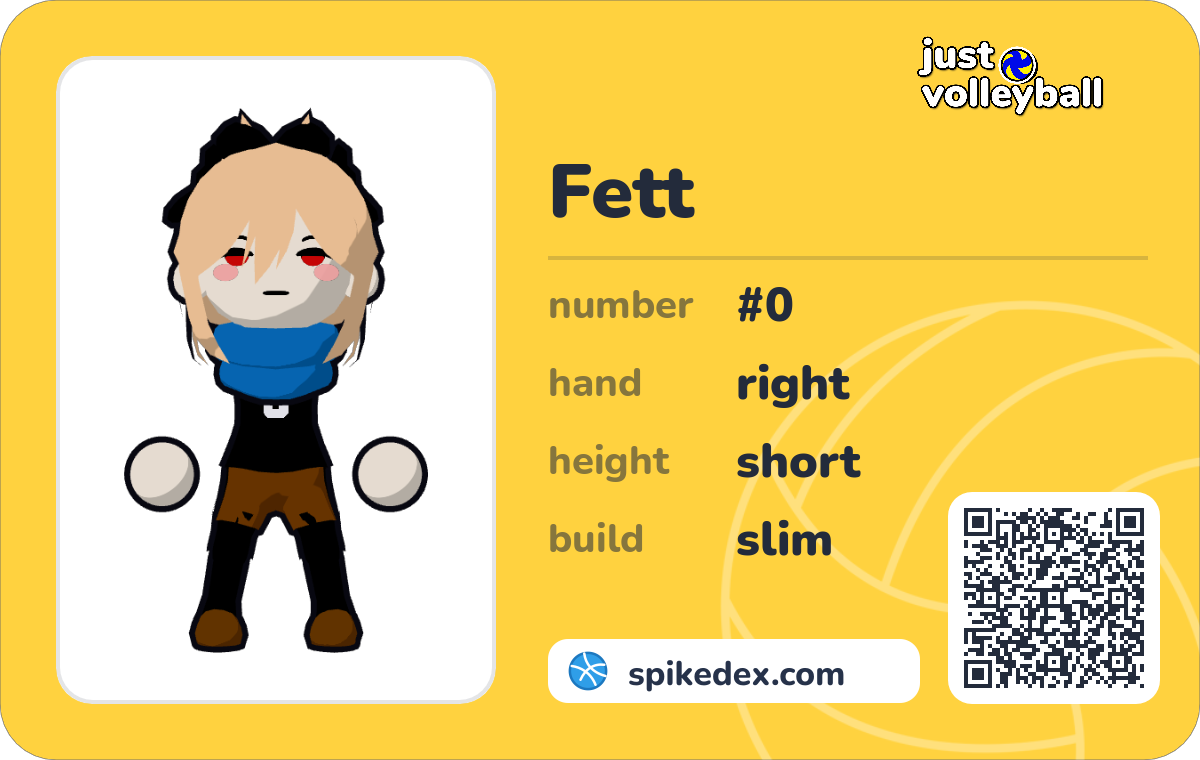 just
volleyball
Fett
number #0
hand right
height short
build slim
spikedex.com